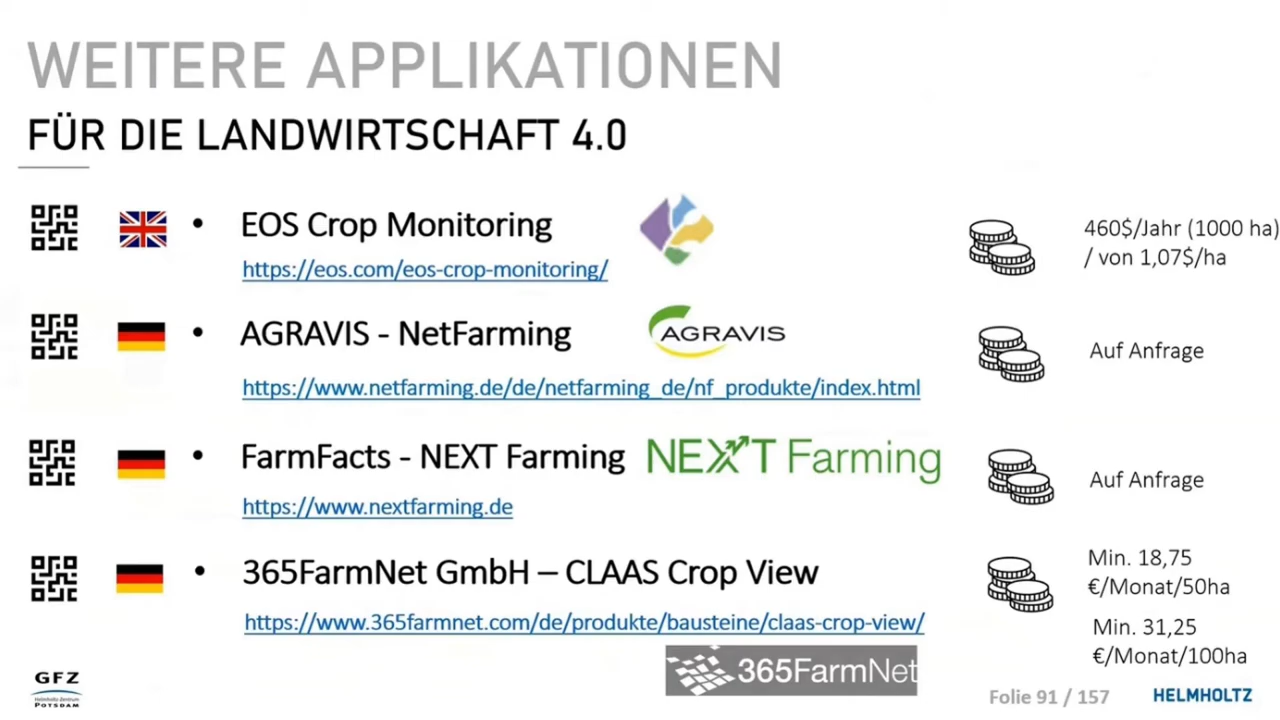 WEITERE APPLIKATIONEN
FÜR DIE LANDWIRTSCHAFT 4.0
• EOS Crop Monitoring
https://eos.com/eos-crop-monitoring/
460$/Jahr (1000 ha)
/ von 1,07$/ha
• AGRAVIS - NetFarming
AGRAVIS
https://www.netfarming.de/de/netfarming_de/nf_produkte/index.html
Auf Anfrage
• FarmFacts - NEXT Farming
NEXT Farming
https://www.nextfarming.de
Auf Anfrage
• 365FarmNet GmbH – CLAAS Crop View
https://www.365farmnet.com/de/produkte/bausteine/claas-crop-view/
Min. 18,75
€/Monat/50ha
Min. 31,25
€/Monat/100ha
365FarmNet
GFZ
Helmholtz Zentrum
POTSDAM
Folie 91 / 157
HELMHOLTZ